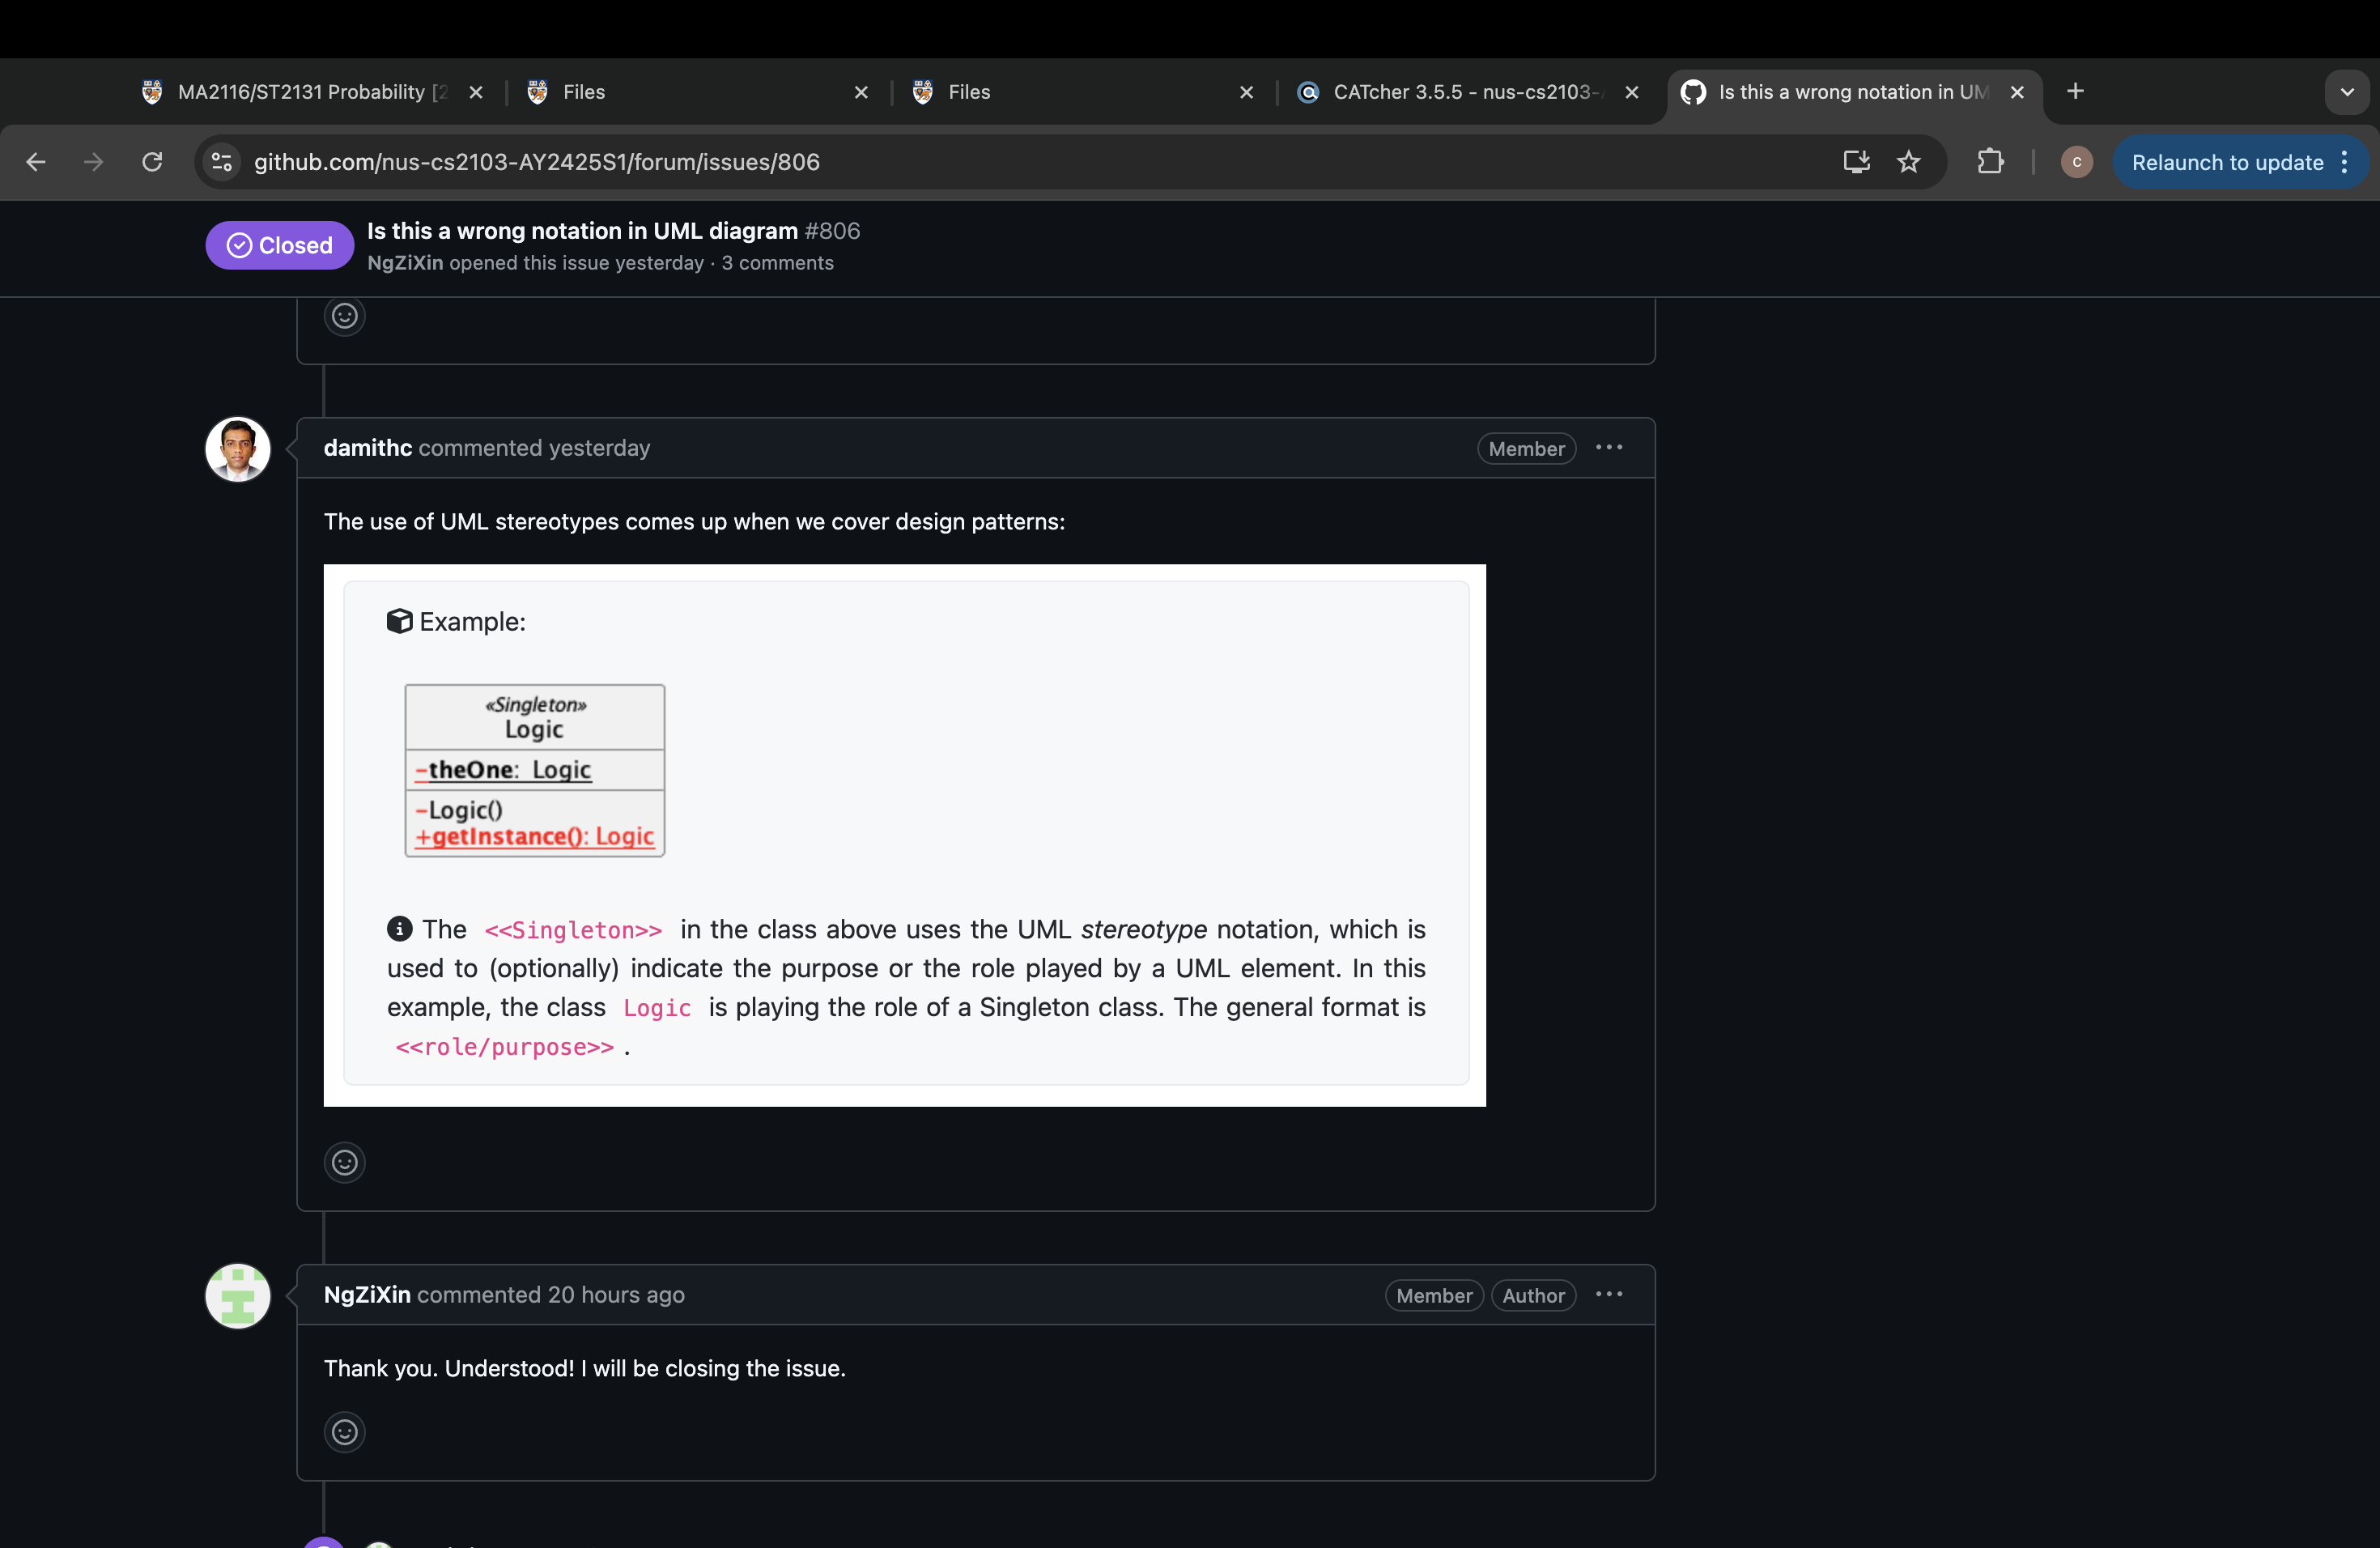 MA2116/ST2131 Probability [2
Files
Files
CATcher 3.5.5 - nus-cs2103-
Is this a wrong notation in UM
github.com/nus-cs2103-AY2425S1/forum/issues/806
C
Relaunch to update
Closed
Is this a wrong notation in UML diagram #806
NgZiXin opened this issue yesterday · 3 comments
damithc commented yesterday
Member
The use of UML stereotypes comes up when we cover design patterns:
Example:
«Singleton»
Logic
-theOne: Logic
-Logic()
+getInstance(): Logic
The <<Singleton>> in the class above uses the UML stereotype notation, which is
used to (optionally) indicate the purpose or the role played by a UML element. In this
example, the class Logic is playing the role of a Singleton class. The general format is
<<role/purpose>> .
NgZiXin commented 20 hours ago
Member
Author
Thank you. Understood! I will be closing the issue.